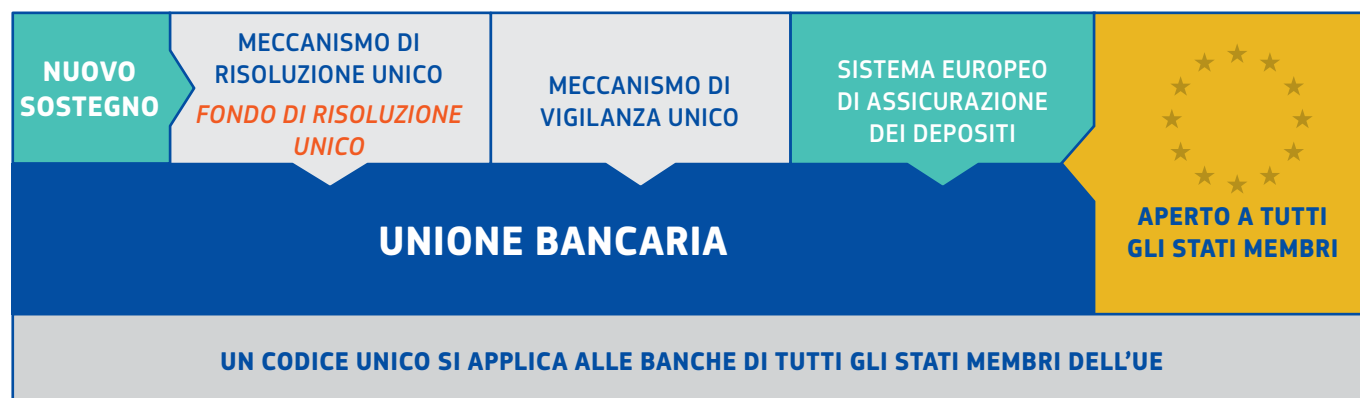 NUOVO
SOSTEGNO
MECCANISMO DI
RISOLUZIONE UNICO
FONDO DI RISOLUZIONE
UNICO
MECCANISMO DI
VIGILANZA UNICO
SISTEMA EUROPEO
DI ASSICURAZIONE
DEI DEPOSITI
APERTO A TUTTI
GLI STATI MEMBRI
UNIONE BANCARIA
UN CODICE UNICO SI APPLICA ALLE BANCHE DI TUTTI GLI STATI MEMBRI DELL’UE